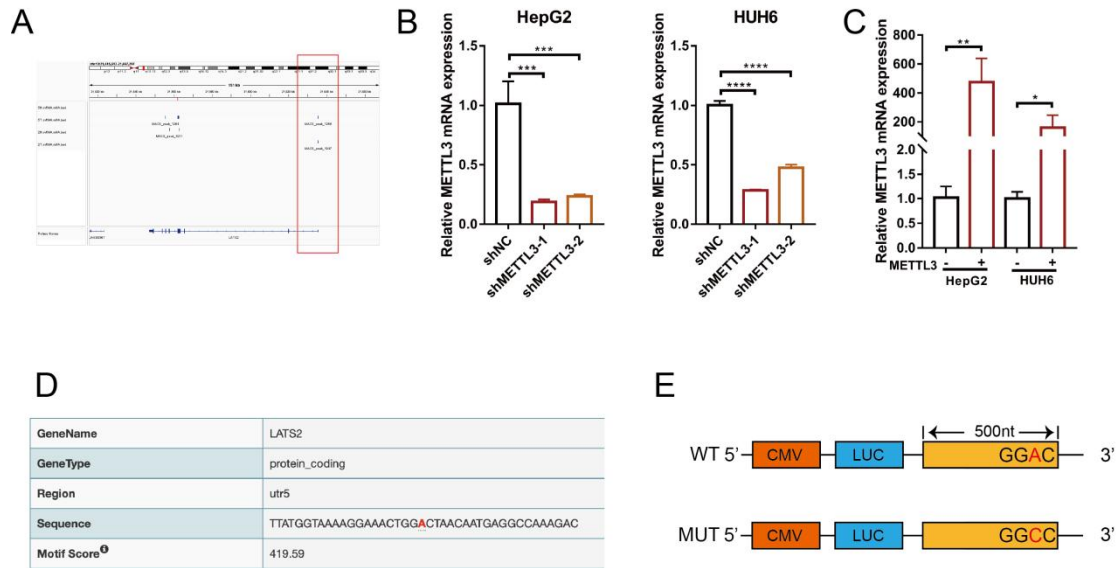 A
B
HepG2
Relative METTL3 mRNA expression
1.5
1.0
0.5
0.0
***
***
shNC
shMETTL3-1
shMETTL3-2
HUH6
Relative METTL3 mRNA expression
1.5
1.0
0.5
0.0
****
****
shNC
shMETTL3-1
shMETTL3-2
C
Relative METTL3 mRNA expression
800
600
400
200
2.0
1.5
1.0
0.5
0.0
**
*
METTL3 - + - +
HepG2 HUH6
D
GeneName LATS2
GeneType protein_coding
Region utr5
Sequence TTATGGTAAAAGGAAACTGGACTAACAATGAGGCCAAAGAC
Motif Score 419.59
E
500nt
WT 5' CMV LUC GGAC 3'
MUT 5' CMV LUC GGCC 3'